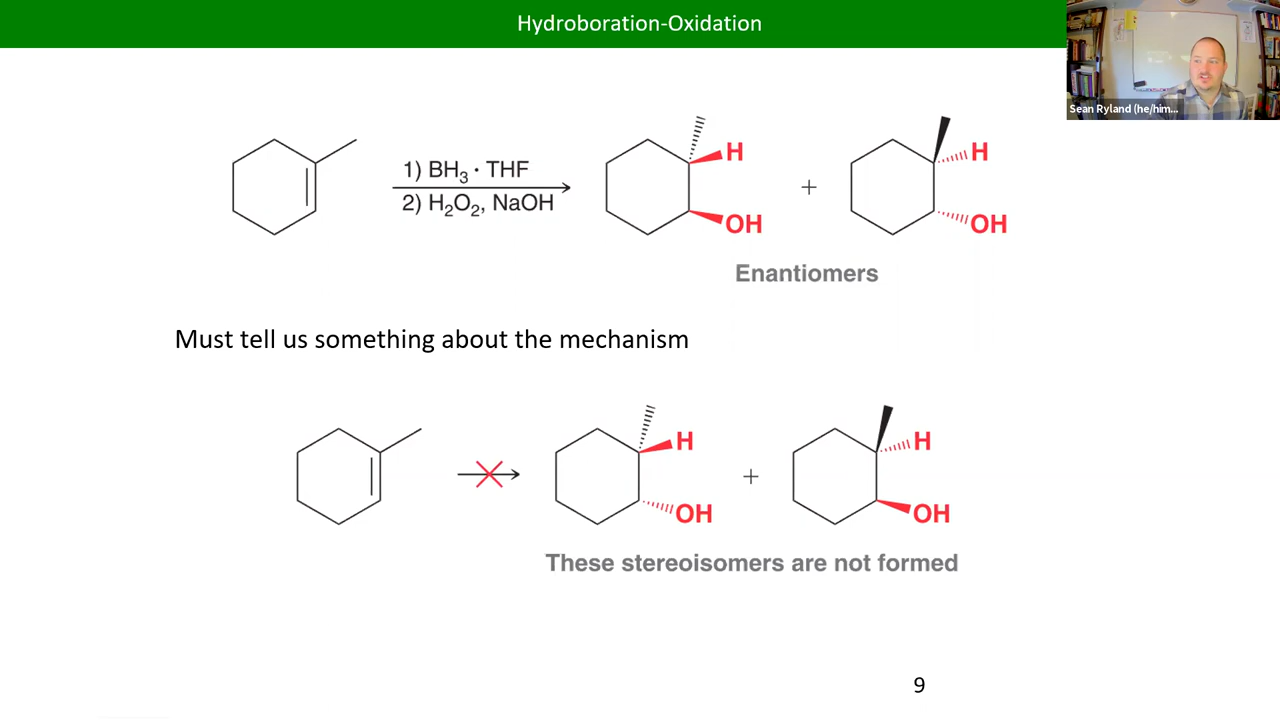 Hydroboration-Oxidation
Sean Ryland (he/him...
1) BH₃ · THF
2) H₂O₂, NaOH
H
OH
+
H
OH
Enantiomers
Must tell us something about the mechanism
H
OH
+
H
OH
These stereoisomers are not formed
9